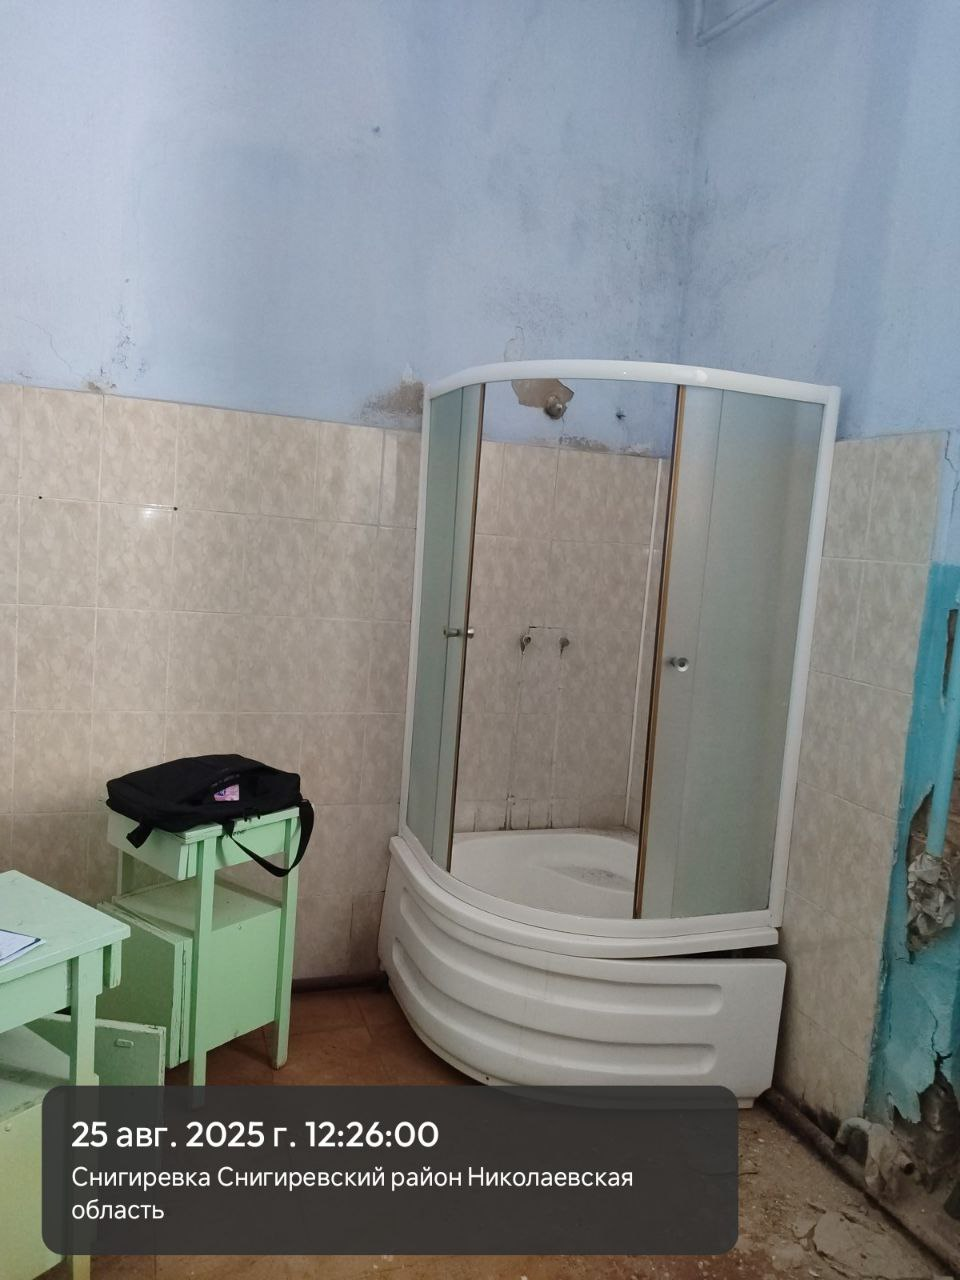 25 авг. 2025 г. 12:26:00
Снигиревка Снигиревский район Николаевская
область